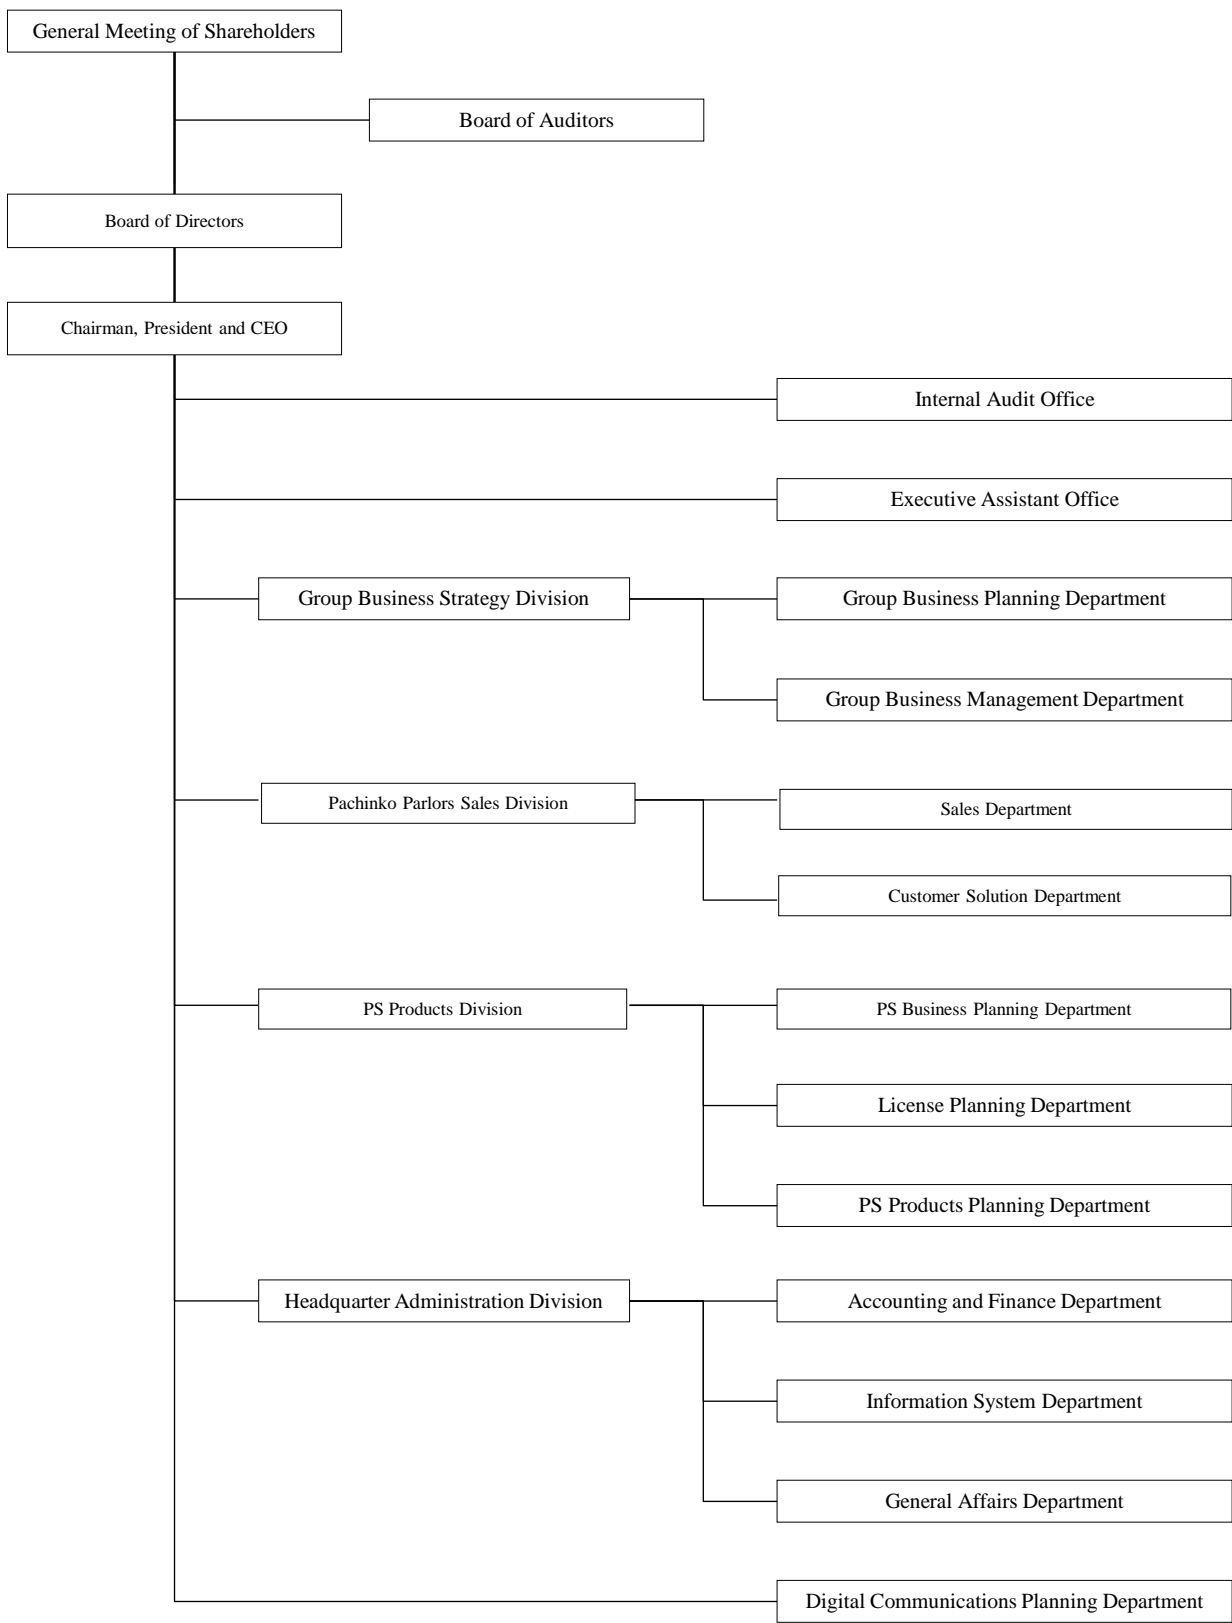 General Meeting of Shareholders
Board of Auditors
Board of Directors
Chairman, President and CEO
Internal Audit Office
Executive Assistant Office
Group Business Strategy Division
Group Business Planning Department
Group Business Management Department
Pachinko Parlors Sales Division
Sales Department
Customer Solution Department
PS Products Division
PS Business Planning Department
License Planning Department
PS Products Planning Department
Headquarter Administration Division
Accounting and Finance Department
Information System Department
General Affairs Department
Digital Communications Planning Department